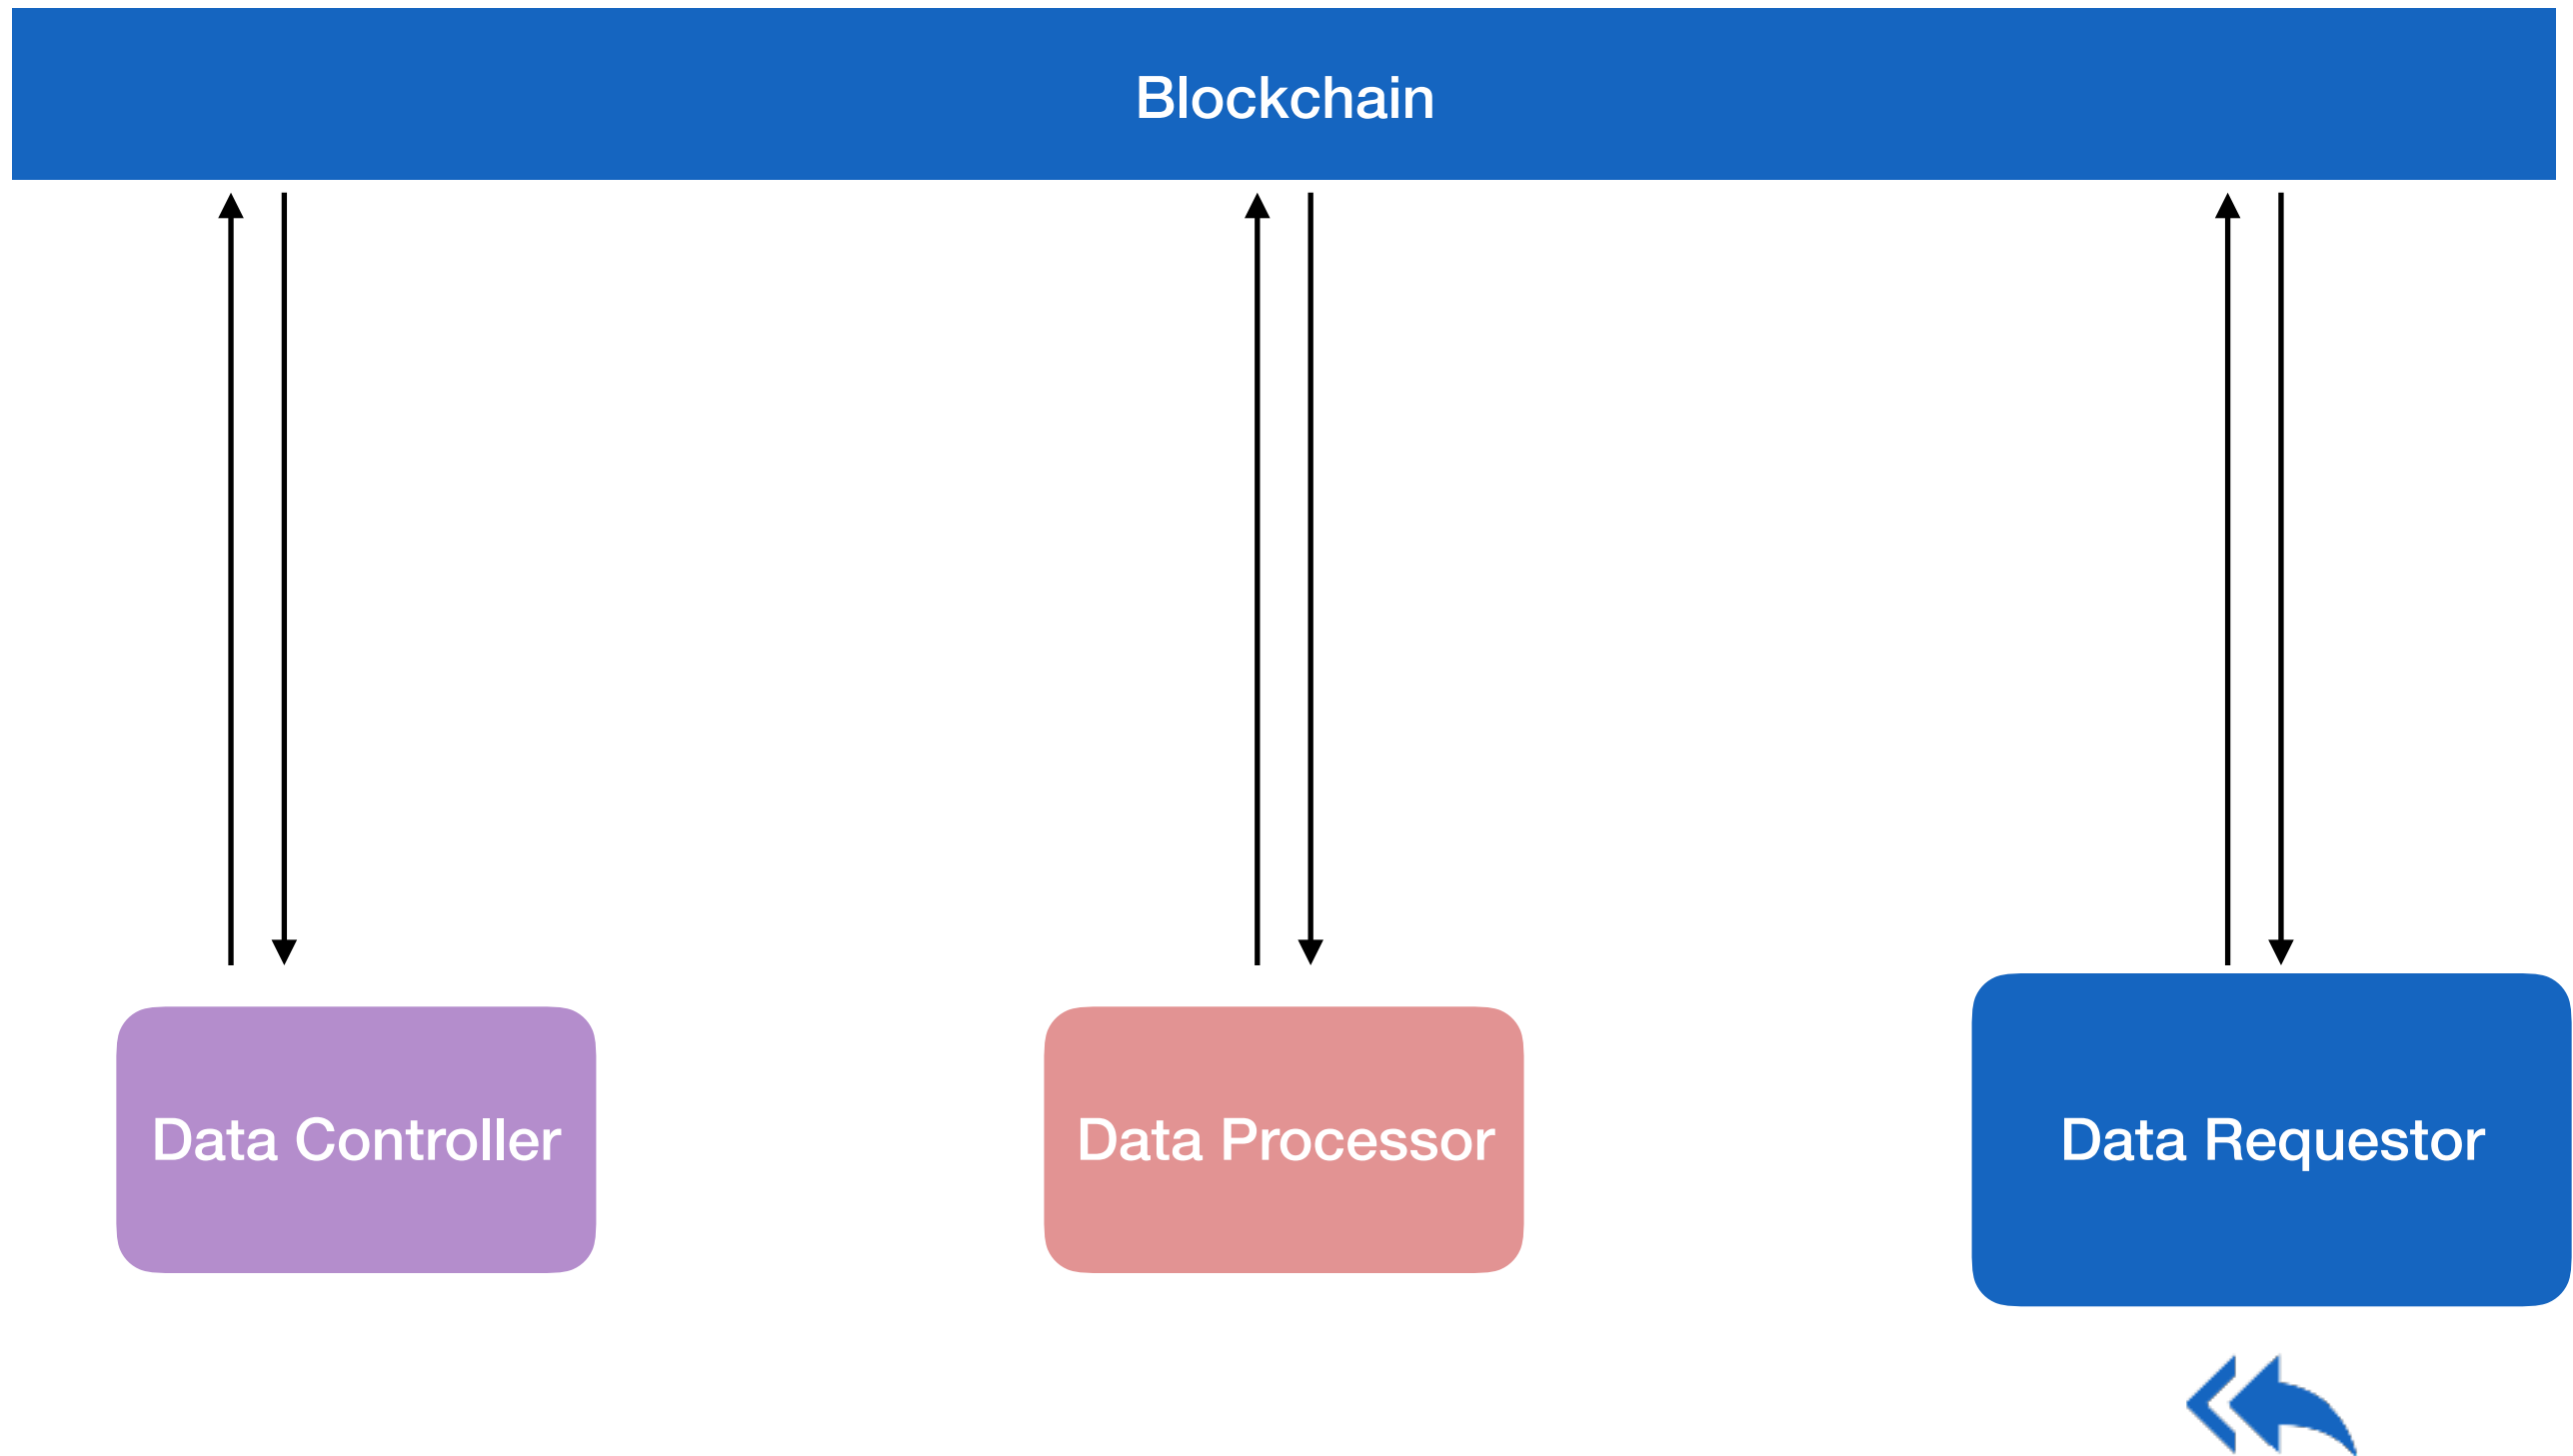 Blockchain
Data Controller
Data Processor
Data Requestor